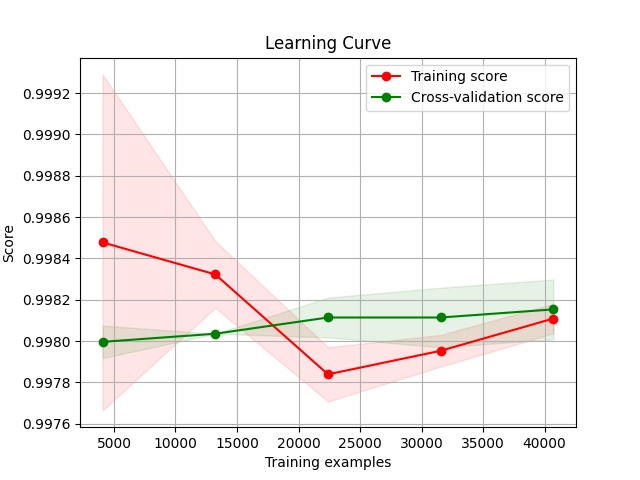 Learning Curve
Training score
Cross-validation score
0.9992
0.9990
0.9988
0.9986
0.9984
0.9982
0.9980
0.9978
0.9976
Score
5000 10000 15000 20000 25000 30000 35000 40000
Training examples